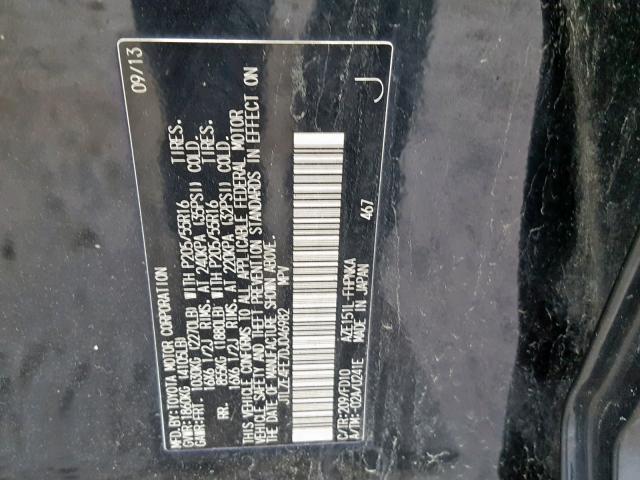 MFD.BY:TOYOTA MOTOR CORPORATION 09/13
GVWR:1860KG (4105LB)
GAWR:FRT. 1030KG (2270LB) WITH P205/55R16 TIRES.
16X6 1/2J RIMS, AT 240KPA (35PSI) COLD.
RR. 855KG (1880LB) WITH P205/55R16 TIRES.
16X6 1/2J RIMS, AT 220KPA (32PSI) COLD
THIS VEHICLE CONFORMS TO ALL APPLICABLE FEDERAL MOTOR
VEHICLE SAFETY AND THEFT PREVENTION STANDARDS IN EFFECT ON
THE DATE OF MANUFACTURE SHOWN ABOVE.
JTLZE4FE7DJ046982 MPV
C/TR:209/FD10 AZE151L-FHPNKA 467 J
A/TM:-02A/U241E MADE IN JAPAN